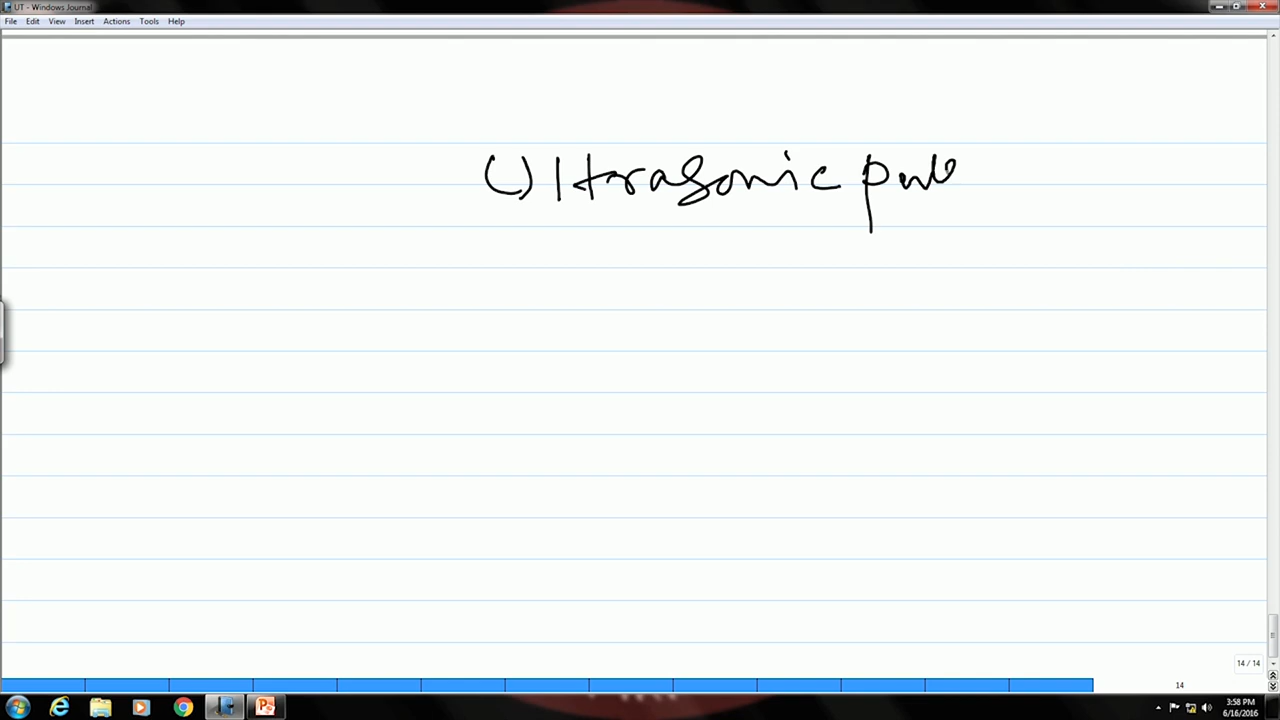 UT - Windows Journal
File Edit View Insert Actions Tools Help
Ultrasonic
14 / 14
14
3:58 PM
6/16/2016